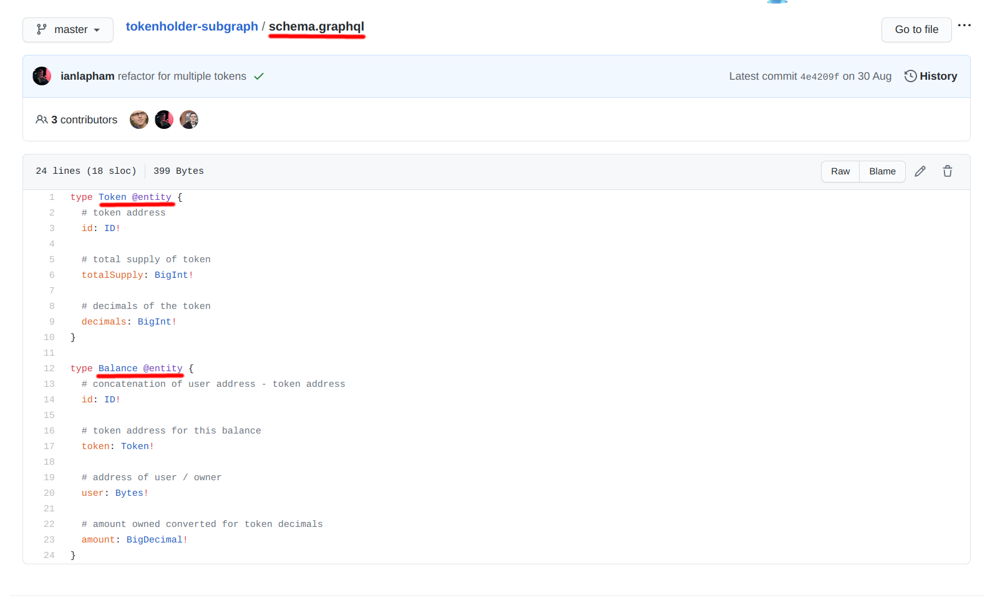 master tokenholder-subgraph / schema.graphql Go to file ...
ianlapham refactor for multiple tokens Latest commit 4e4209f on 30 Aug History
3 contributors
24 lines (18 sloc) 399 Bytes Raw Blame
1 type Token @entity {
2 # token address
3 id: ID!
4
5 # total supply of token
6 totalSupply: BigInt!
7
8 # decimals of the token
9 decimals: BigInt!
10 }
11
12 type Balance @entity {
13 # concatenation of user address - token address
14 id: ID!
15
16 # token address for this balance
17 token: Token!
18
19 # address of user / owner
20 user: Bytes!
21
22 # amount owned converted for token decimals
23 amount: BigDecimal!
24 }